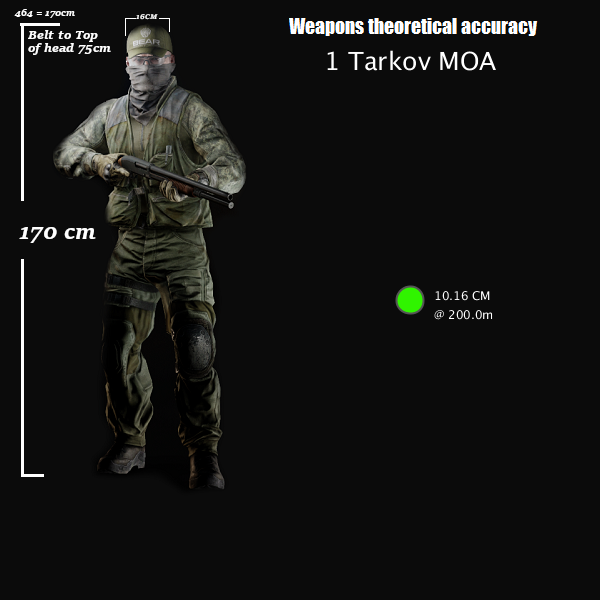 464 = 170cm
Belt to Top
of head 75cm
16CM
BEAR
170 cm
Weapons theoretical accuracy
1 Tarkov MOA
10.16 CM
@ 200.0m